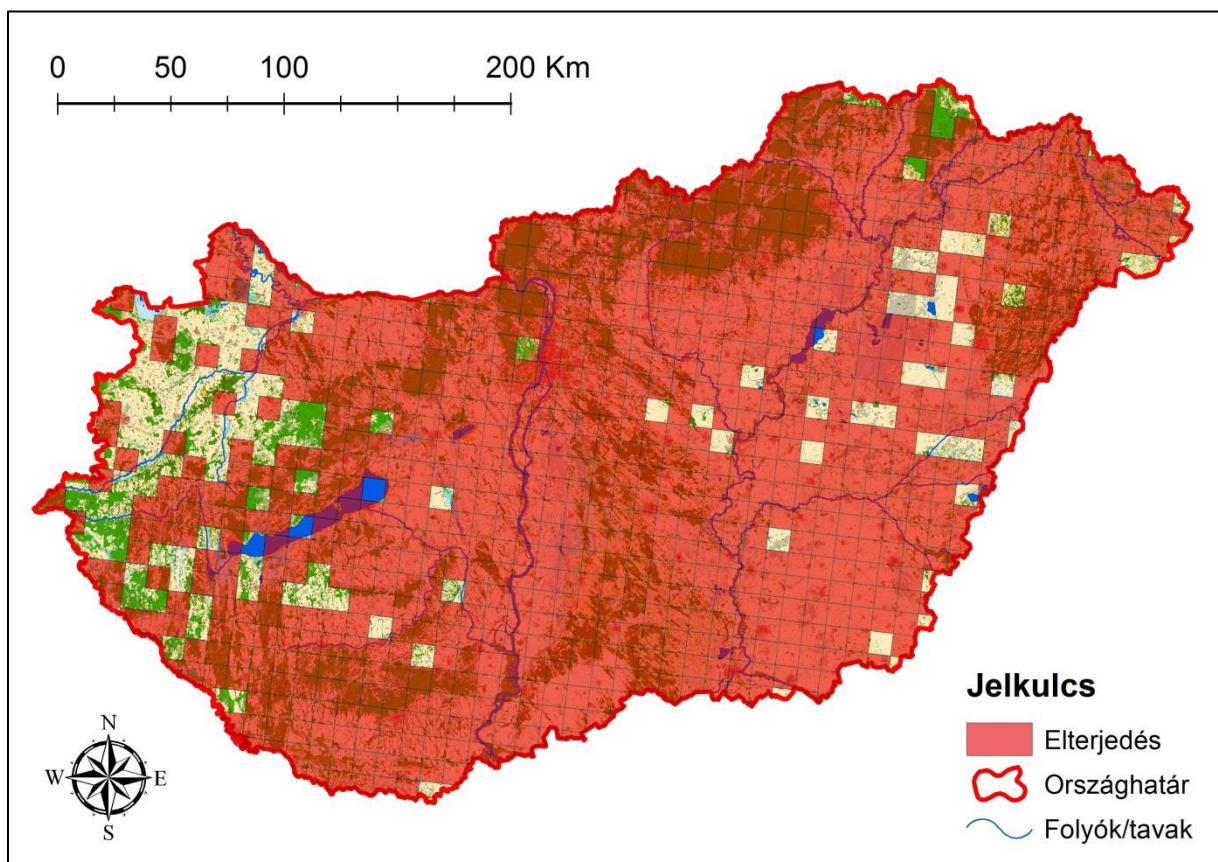 0 50 100 200 Km
N
W E
S
Jelkulcs
Elterjedés
Országhatár
Folyók/tavak